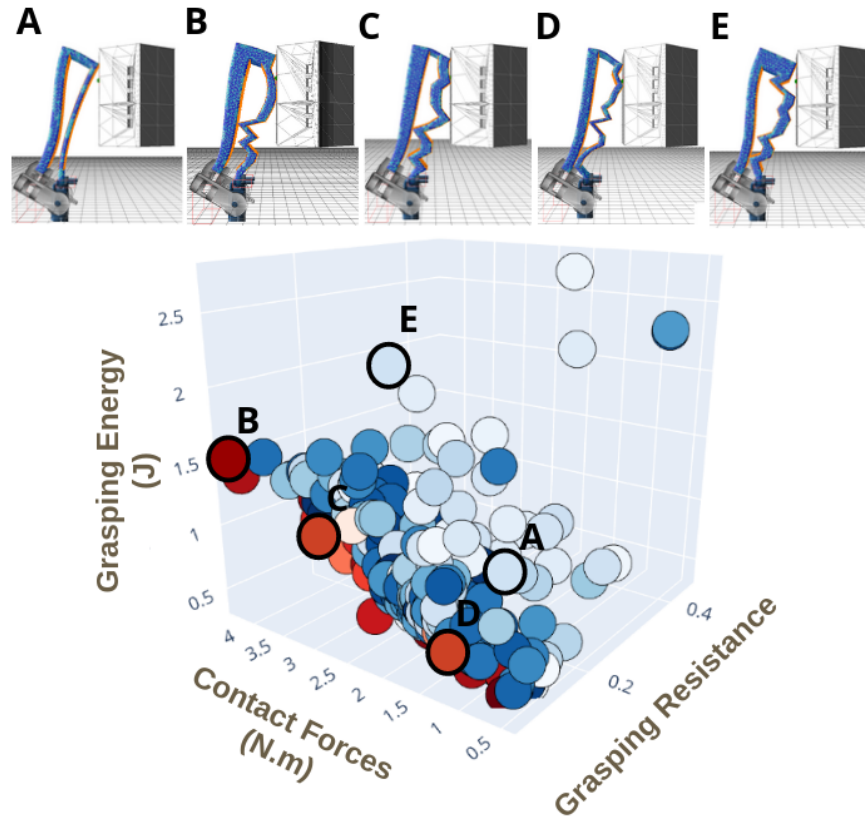 A B C D E
E
B
C
A
D
Grasping Energy
(J)
2.5
2
1.5
1
0.5
4
3.5
3
2.5
2
1.5
1
0.5
Contact Forces
(N.m)
0.4
0.2
Grasping Resistance